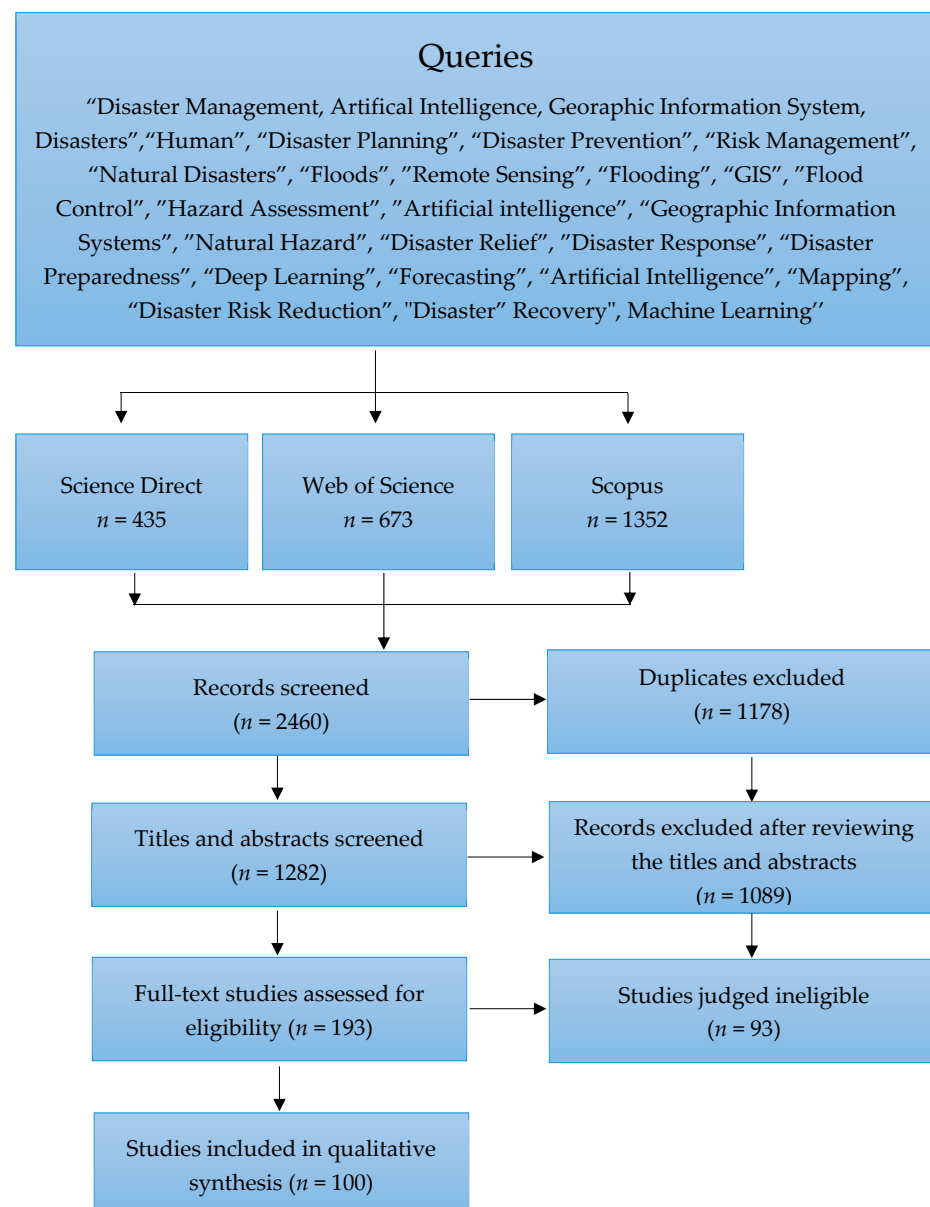 Queries
“Disaster Management, Artifical Intelligence, Georaphic Information System,
Disasters”,“Human”, “Disaster Planning”, “Disaster Prevention”, “Risk Management”,
“Natural Disasters”, “Floods”, ”Remote Sensing”, “Flooding”, “GIS”, ”Flood
Control”, ”Hazard Assessment”, ”Artificial intelligence”, “Geographic Information
Systems”, ”Natural Hazard”, “Disaster Relief”, ”Disaster Response”, “Disaster
Preparedness”, “Deep Learning”, “Forecasting”, “Artificial Intelligence”, “Mapping”,
“Disaster Risk Reduction”, "Disaster” Recovery", Machine Learning’’
Science Direct
n = 435
Web of Science
n = 673
Scopus
n = 1352
Records screened
(n = 2460)
Duplicates excluded
(n = 1178)
Titles and abstracts screened
(n = 1282)
Records excluded after reviewing
the titles and abstracts
(n = 1089)
Full-text studies assessed for
eligibility (n = 193)
Studies judged ineligible
(n = 93)
Studies included in qualitative
synthesis (n = 100)